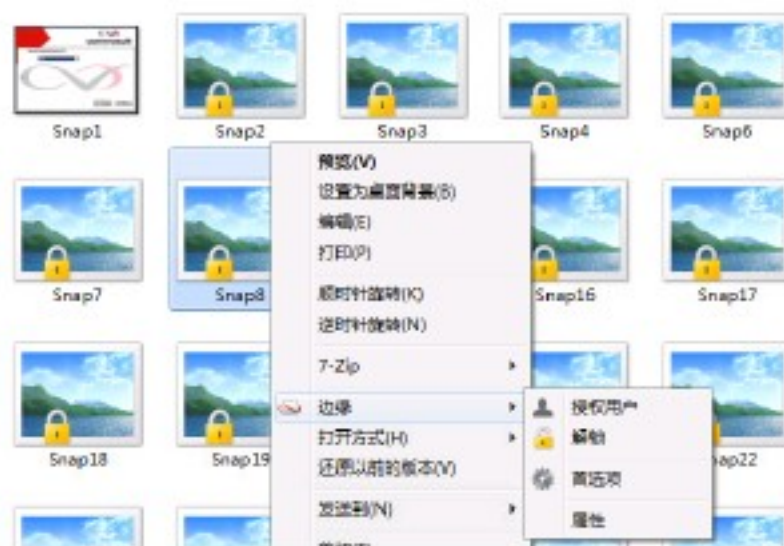 Snap1
Snap2
Snap3
Snap4
Snap6
预览(V)
设置为桌面背景(B)
编辑(E)
打印(P)
顺时针旋转(K)
逆时针旋转(N)
7-Zip
边缘
打开方式(H)
还原以前的版本(V)
发送到(N)
授权用户
解锁
首选项
属性
Snap7
Snap8
Snap16
Snap17
Snap18
Snap19
ap22